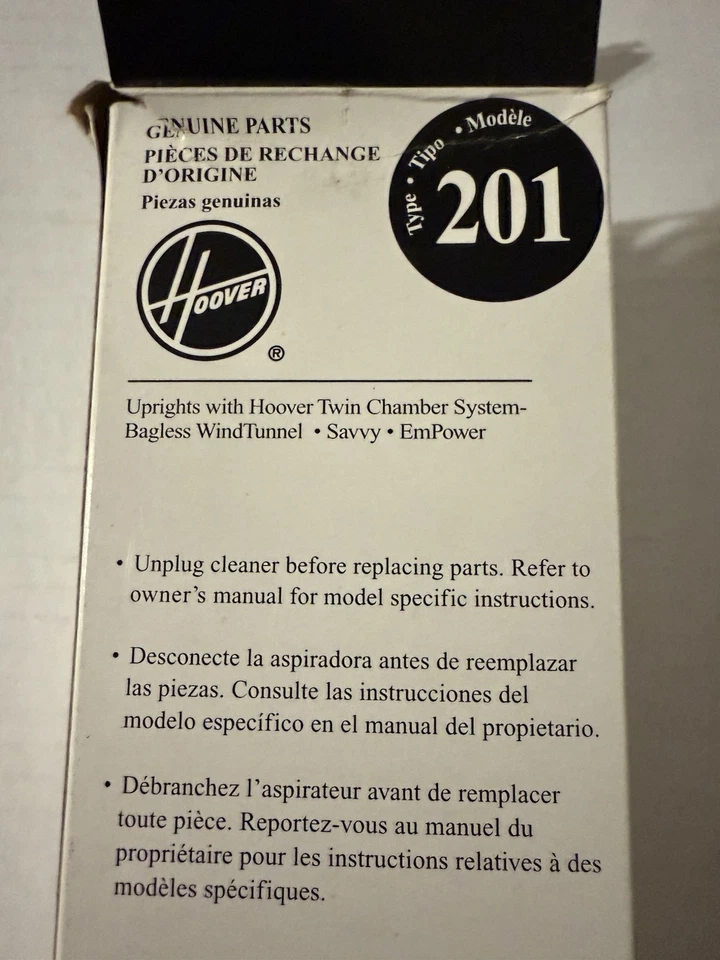 GENUINE PARTS
PIÈCES DE RECHANGE
D'ORIGINE
Piezas genuinas
HOOVER
®
Type • Tipo • Modèle
201
Uprights with Hoover Twin Chamber System-
Bagless WindTunnel • Savvy • EmPower
• Unplug cleaner before replacing parts. Refer to
owner's manual for model specific instructions.
• Desconecte la aspiradora antes de reemplazar
las piezas. Consulte las instrucciones del
modelo específico en el manual del propietario.
• Débranchez l'aspirateur avant de remplacer
toute pièce. Reportez-vous au manuel du
propriétaire pour les instructions relatives à des
modèles spécifiques.